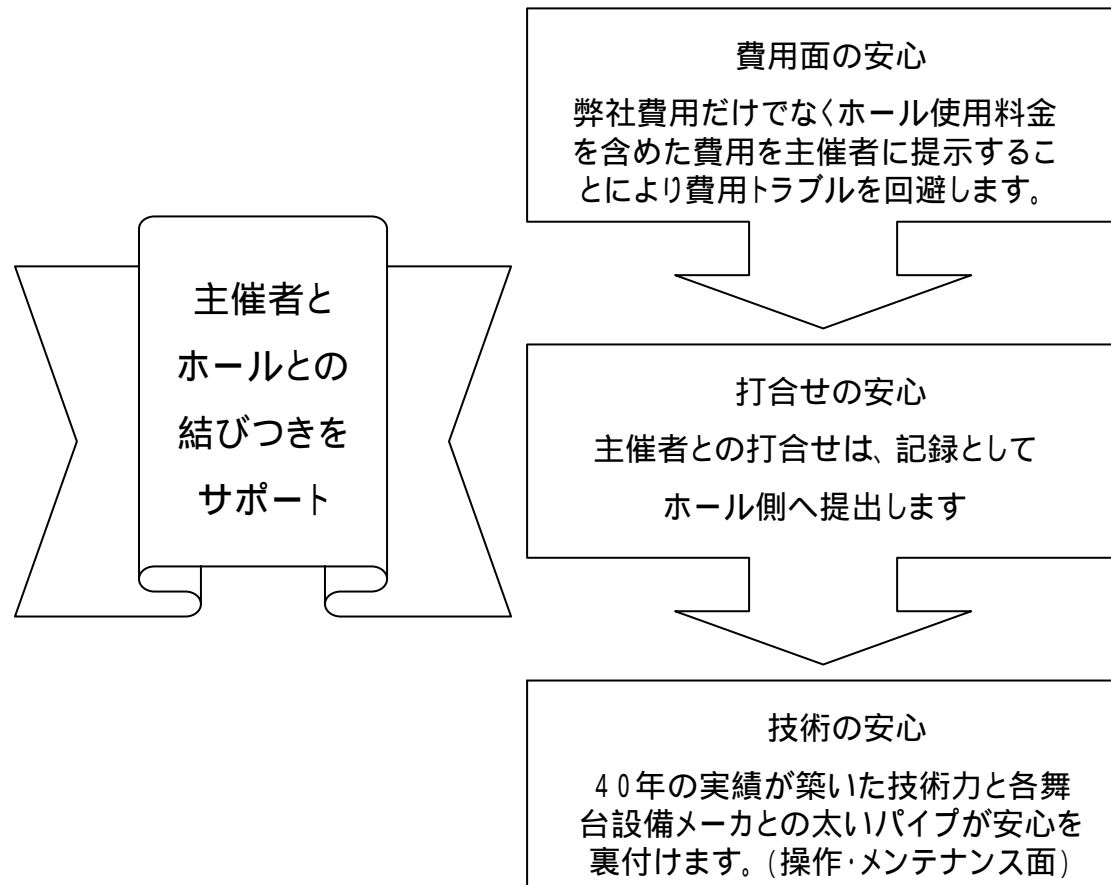 主催者と
ホールとの
結びつきを
サポート
費用面の安心
弊社費用だけでなくホール使用料金
を含めた費用を主催者に提示するこ
とにより費用トラブルを回避します。
打合せの安心
主催者との打合せは、記録として
ホール側へ提出します
技術の安心
40年の実績が築いた技術力と各舞
台設備メーカとの太いパイプが安心を
裏付けます。(操作・メンテナンス面)